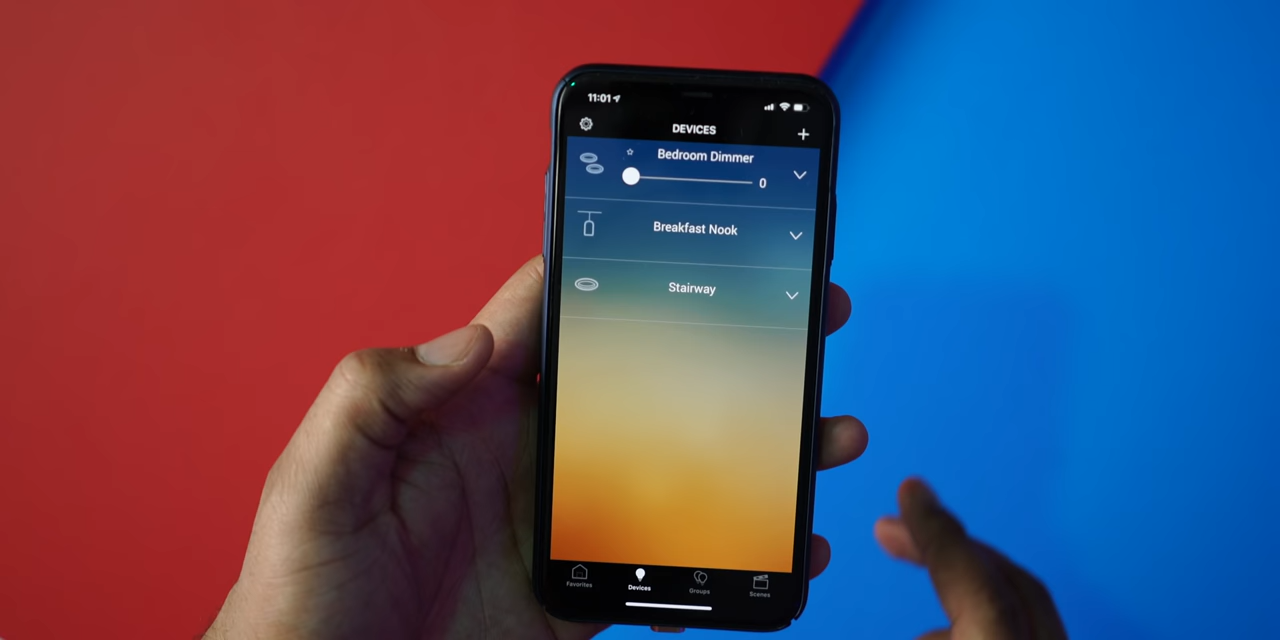 11:01
DEVICES
Bedroom Dimmer
0
Breakfast Nook
Stairway
Favorites
Devices
Groups
Scenes